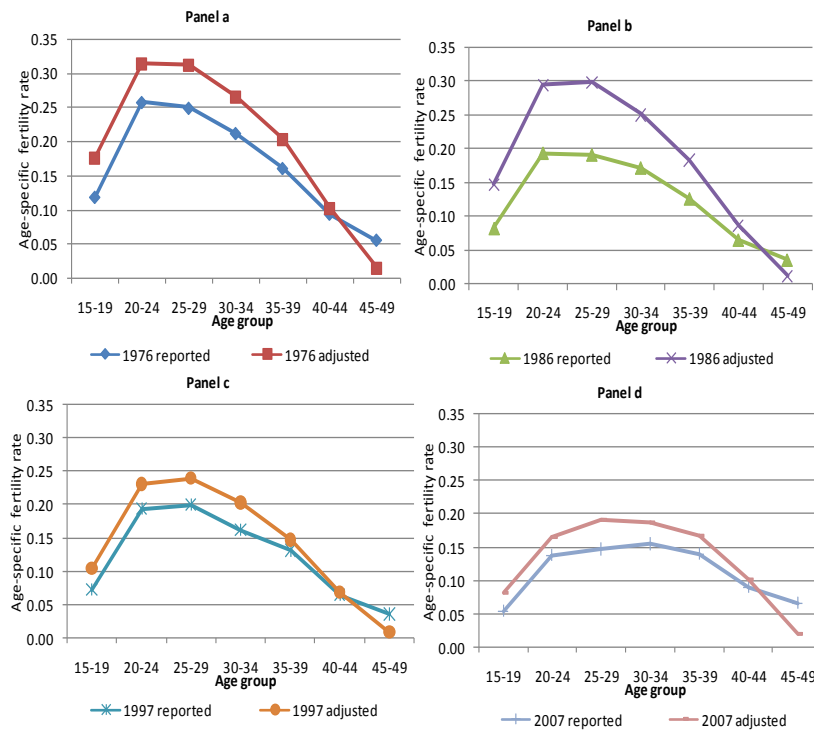 Panel a
Age-specific fertility rate
0.35
0.30
0.25
0.20
0.15
0.10
0.05
0.00
15-19 20-24 25-29 30-34 35-39 40-44 45-49
Age group
1976 reported 1976 adjusted
Panel b
Age-specific fertility rate
0.35
0.30
0.25
0.20
0.15
0.10
0.05
0.00
15-19 20-24 25-29 30-34 35-39 40-44 45-49
Age group
1986 reported 1986 adjusted
Panel c
Age-specific fertility rate
0.35
0.30
0.25
0.20
0.15
0.10
0.05
0.00
15-19 20-24 25-29 30-34 35-39 40-44 45-49
Age group
1997 reported 1997 adjusted
Panel d
Age-specific fertility rate
0.35
0.30
0.25
0.20
0.15
0.10
0.05
0.00
15-19 20-24 25-29 30-34 35-39 40-44 45-49
Age group
2007 reported 2007 adjusted